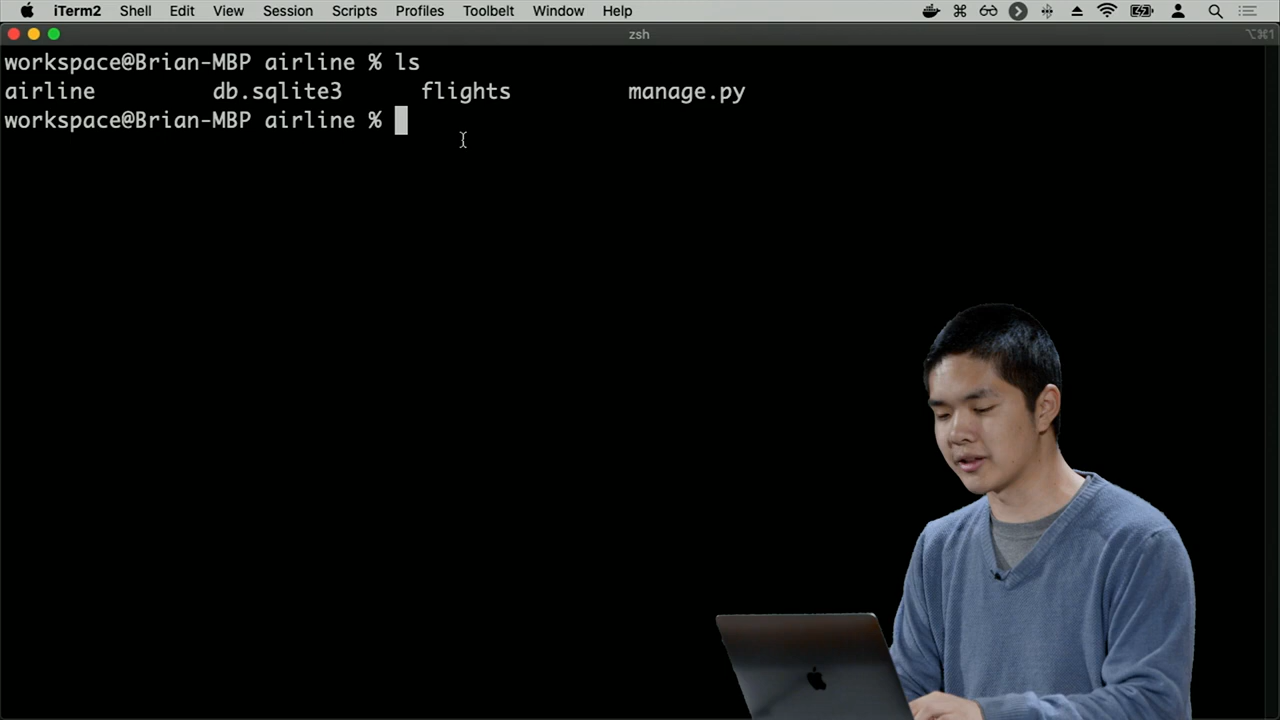 iTerm2 Shell Edit View Session Scripts Profiles Toolbelt Window Help
zsh ⌥⌘1
workspace@Brian-MBP airline % ls
airline db.sqlite3 flights manage.py
workspace@Brian-MBP airline %